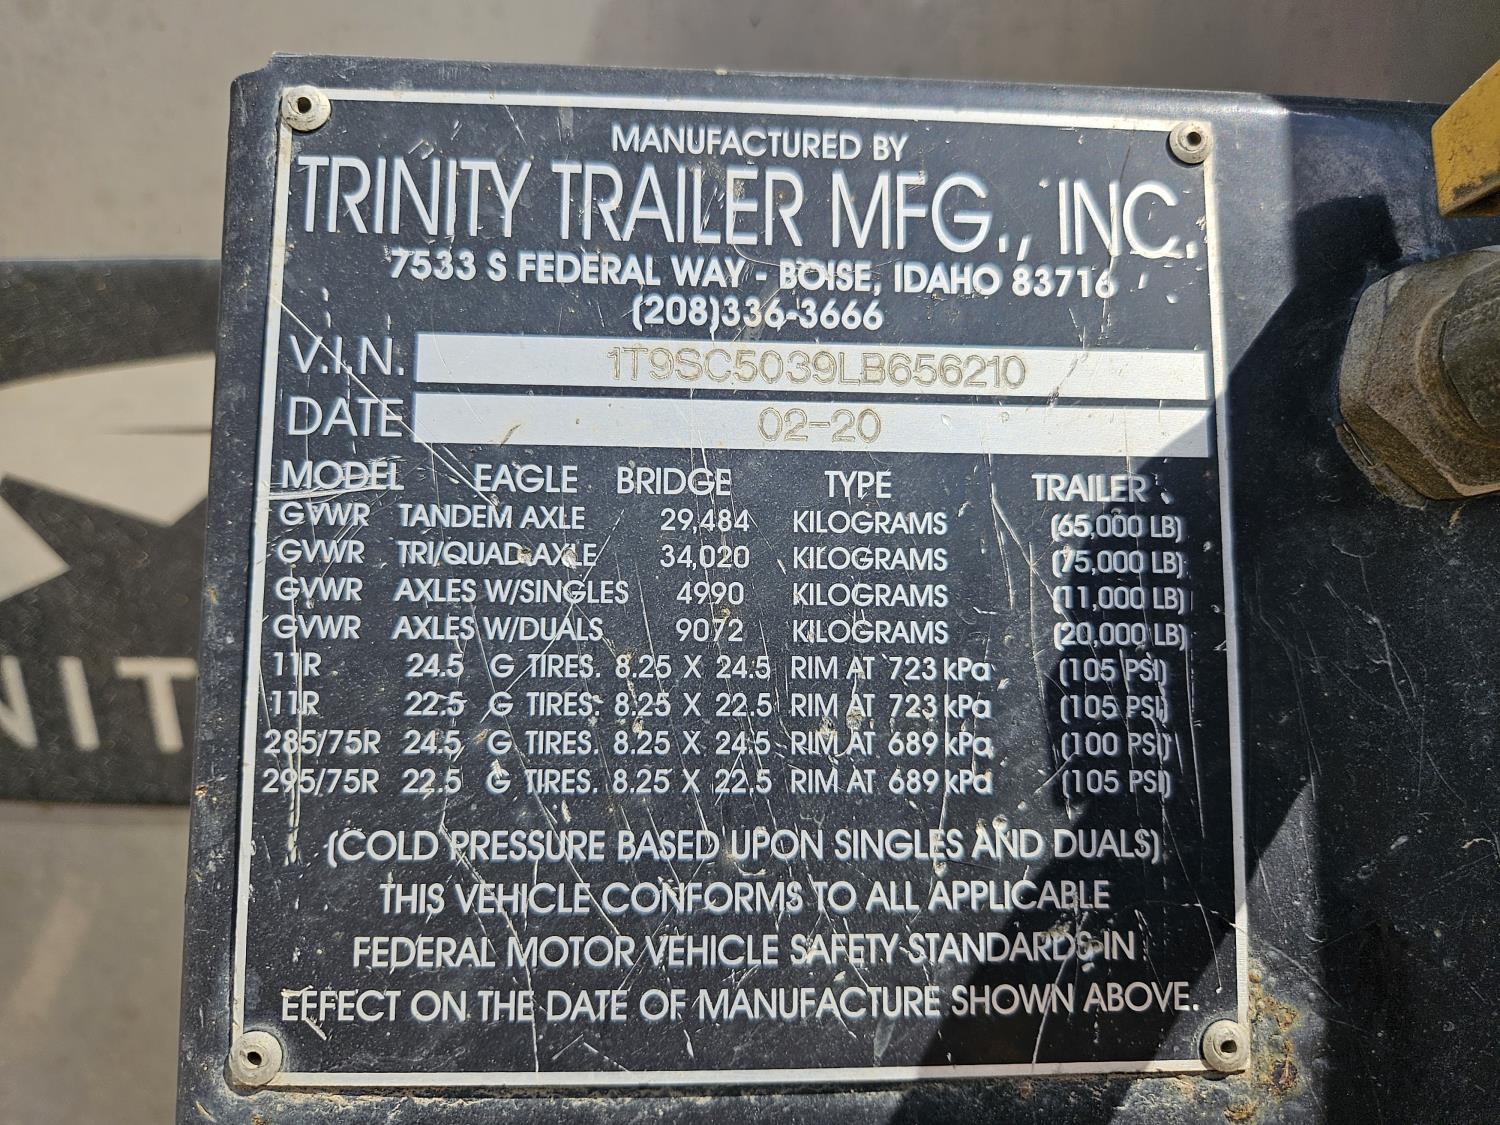 MANUFACTURED BY
TRINITY TRAILER MFG., INC.
7533 S FEDERAL WAY - BOISE, IDAHO 83716
(208)336-3666
V.I.N. 1T9SC5039LB656210
DATE 02-20
MODEL EAGLE BRIDGE TYPE TRAILER
GVWR TANDEM AXLE 29,484 KILOGRAMS (65,000 LB)
GVWR TRI/QUAD AXLE 34,020 KILOGRAMS (75,000 LB)
GVWR AXLES W/SINGLES 4990 KILOGRAMS (11,000 LB)
GVWR AXLES W/DUALS 9072 KILOGRAMS (20,000 LB)
11R 24.5 G TIRES. 8.25 X 24.5 RIM AT 723 kPa (105 PSI)
11R 22.5 G TIRES. 8.25 X 22.5 RIM AT 723 kPa (105 PSI)
285/75R 24.5 G TIRES. 8.25 X 24.5 RIM AT 689 kPa (100 PSI)
295/75R 22.5 G TIRES. 8.25 X 22.5 RIM AT 689 kPa (105 PSI)
(COLD PRESSURE BASED UPON SINGLES AND DUALS)
THIS VEHICLE CONFORMS TO ALL APPLICABLE
FEDERAL MOTOR VEHICLE SAFETY STANDARDS IN
EFFECT ON THE DATE OF MANUFACTURE SHOWN ABOVE.
NIT